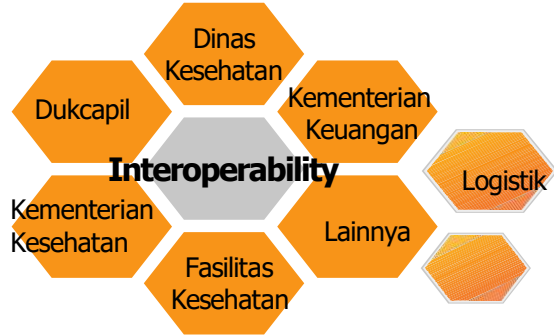 Dinas
Kesehatan
Dukcapil
Kementerian
Keuangan
Interoperability
Logistik
Kementerian
Kesehatan
Lainnya
Fasilitas
Kesehatan